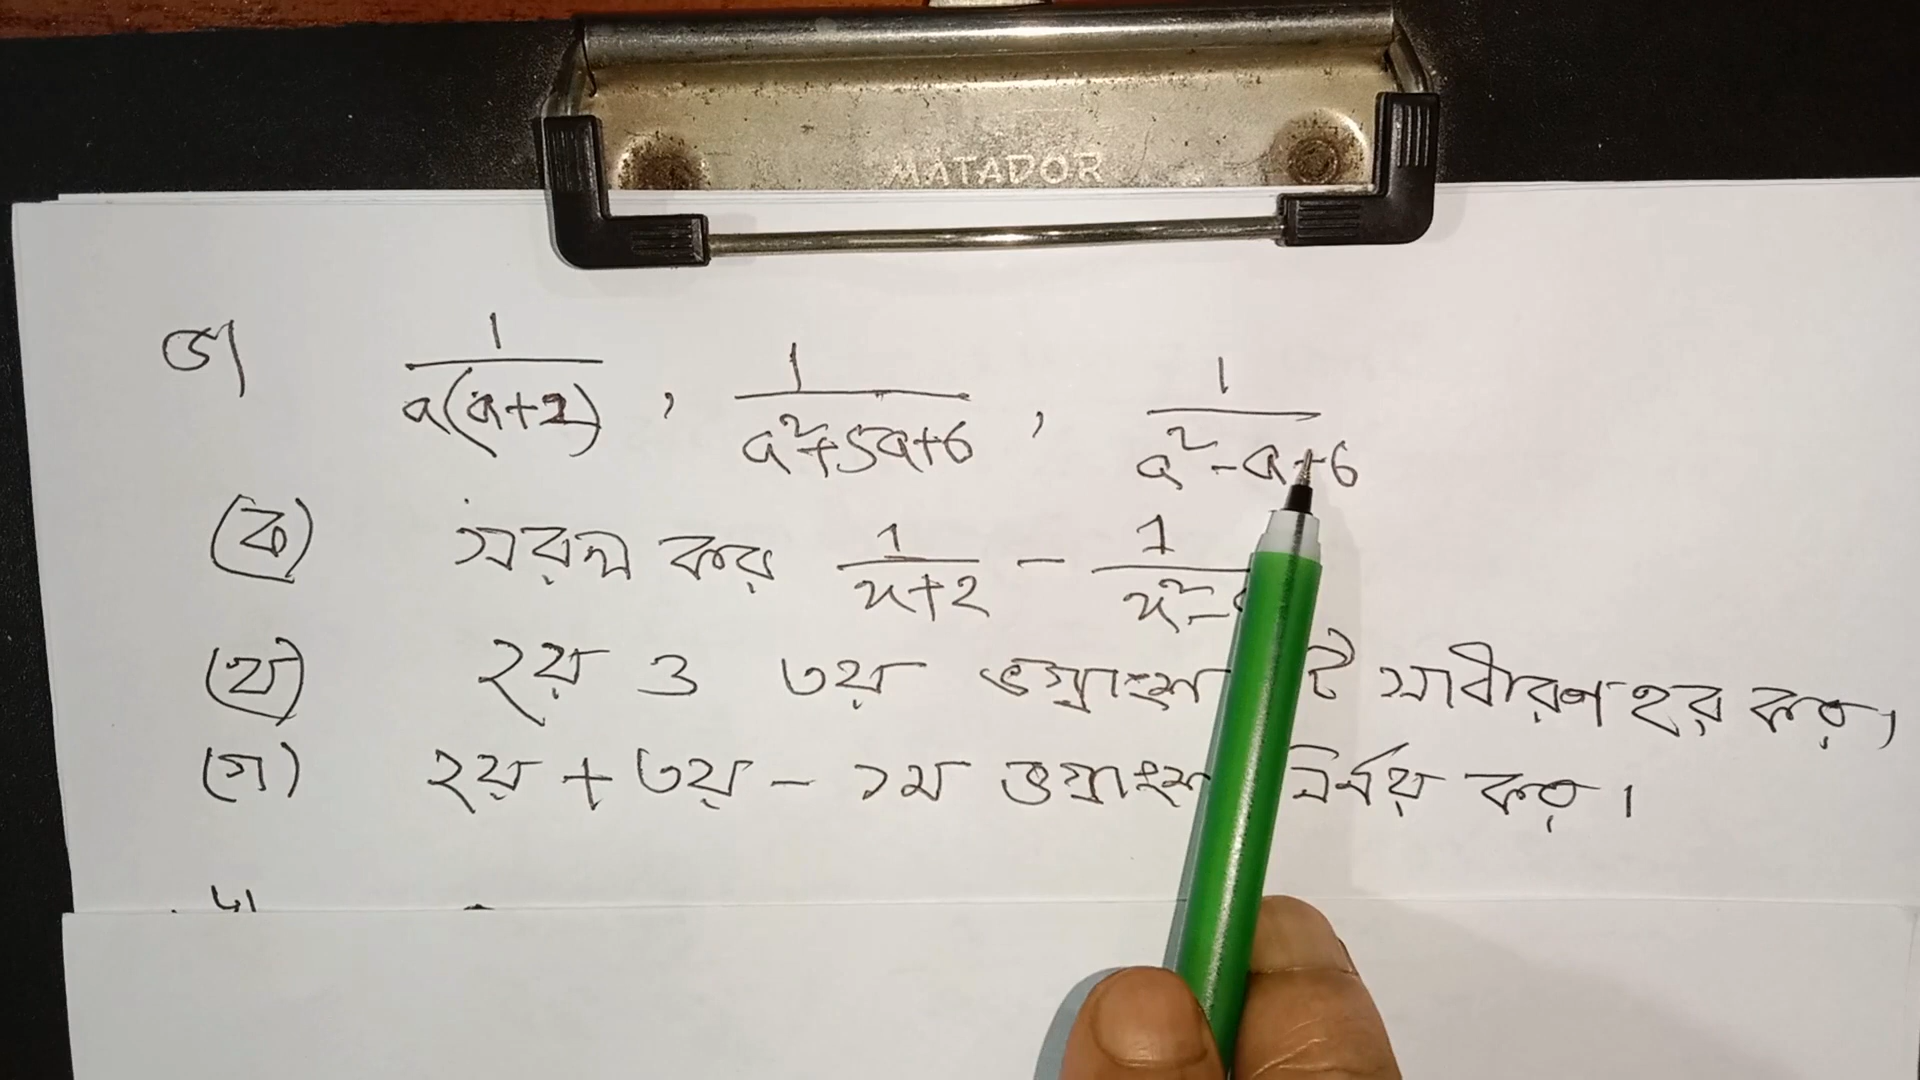 MATADOR
৩। 1/a(a+2) , 1/a²+5a+6 , 1/a²-a+6
(ক) সরল কর 1/x+2 - 1/x²-
(খ) ২য় ও ৩য় ভগ্নাংশ সাধারণ হর কর।
(গ) ২য় + ৩য় - ১ম ভগ্নাংশ নির্ণয় কর।